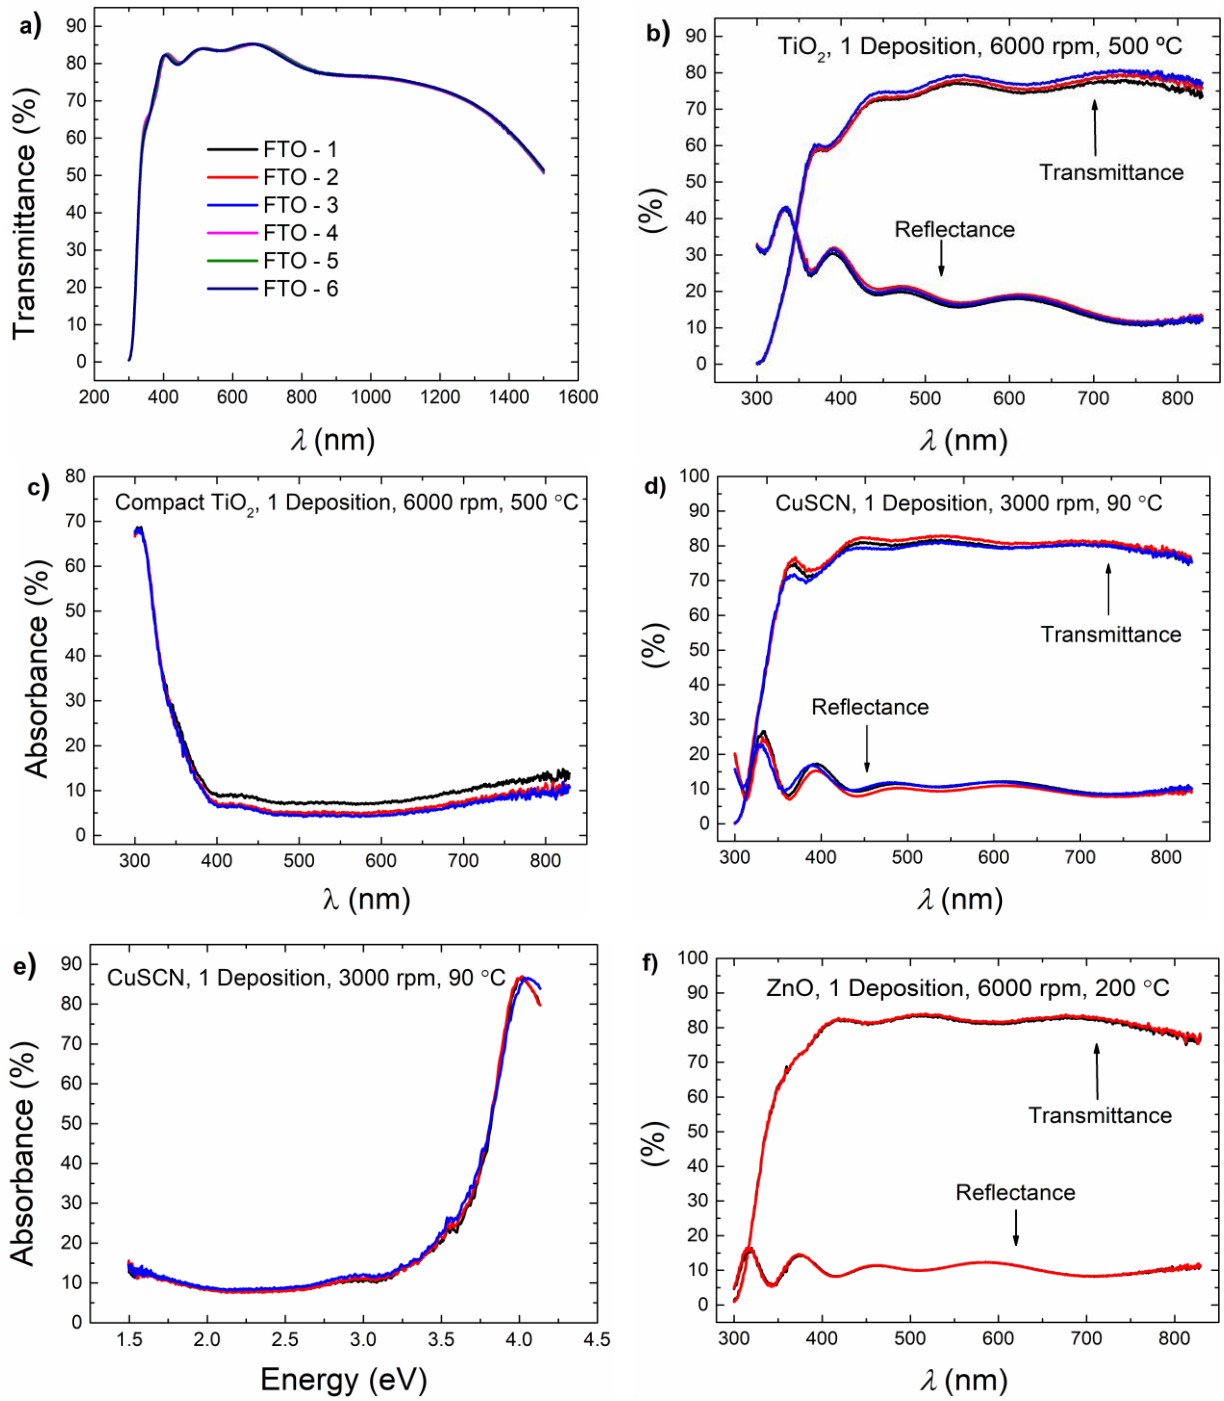 a)
Transmittance (%)
90
80
70
60
50
40
30
20
10
0
FTO - 1
FTO - 2
FTO - 3
FTO - 4
FTO - 5
FTO - 6
200 400 600 800 1000 1200 1400 1600
λ (nm)
b)
TiO2, 1 Deposition, 6000 rpm, 500 ºC
(%)
90
80
70
60
50
40
30
20
10
0
Transmittance
Reflectance
300 400 500 600 700 800
λ (nm)
c)
Compact TiO2, 1 Deposition, 6000 rpm, 500 °C
Absorbance (%)
80
70
60
50
40
30
20
10
0
300 400 500 600 700 800
λ (nm)
d)
CuSCN, 1 Deposition, 3000 rpm, 90 °C
(%)
100
90
80
70
60
50
40
30
20
10
0
Transmittance
Reflectance
300 400 500 600 700 800
λ (nm)
e)
CuSCN, 1 Deposition, 3000 rpm, 90 °C
Absorbance (%)
90
80
70
60
50
40
30
20
10
0
1.5 2.0 2.5 3.0 3.5 4.0 4.5
Energy (eV)
f)
ZnO, 1 Deposition, 6000 rpm, 200 °C
(%)
100
90
80
70
60
50
40
30
20
10
0
Transmittance
Reflectance
300 400 500 600 700 800
λ (nm)